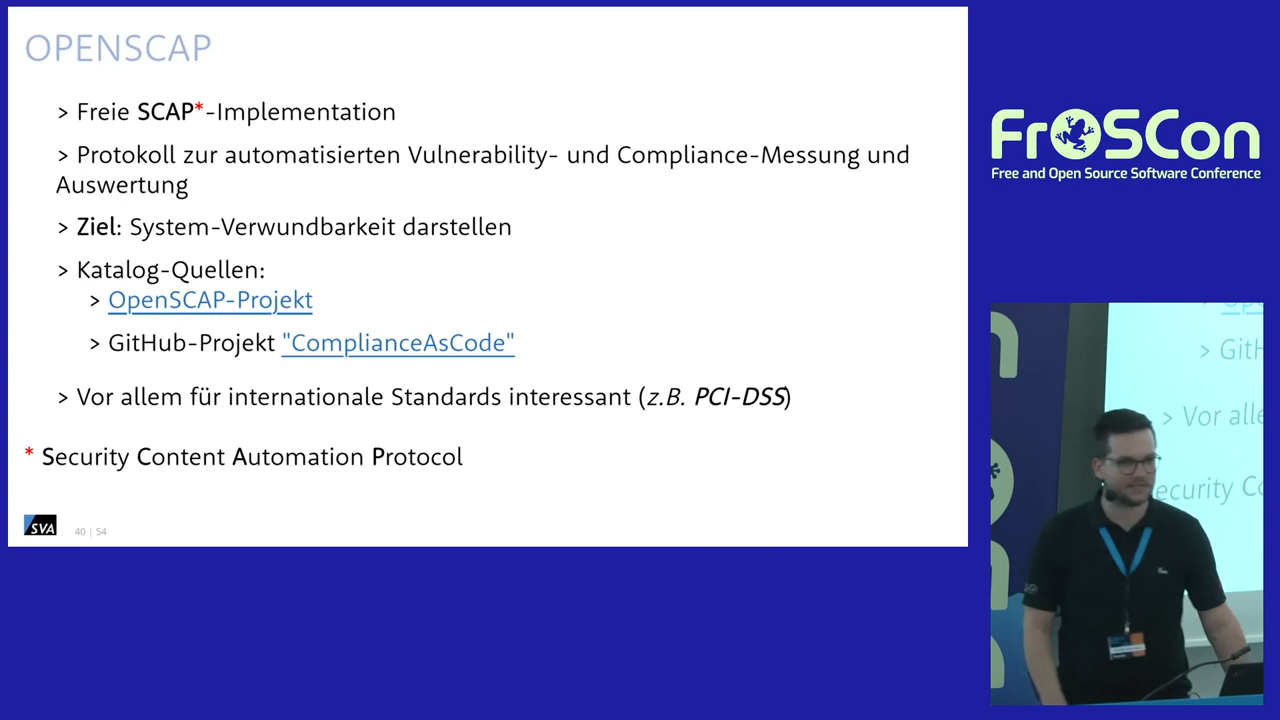 OPENSCAP
> Freie SCAP*-Implementation
> Protokoll zur automatisierten Vulnerability- und Compliance-Messung und
Auswertung
> Ziel: System-Verwundbarkeit darstellen
> Katalog-Quellen:
> OpenSCAP-Projekt
> GitHub-Projekt "ComplianceAsCode"
> Vor allem für internationale Standards interessant (z.B. PCI-DSS)
* Security Content Automation Protocol
SVA
40 | 54
FrOSCon
Free and Open Source Software Conference
> GitH
> Vor alle
ecurity Co